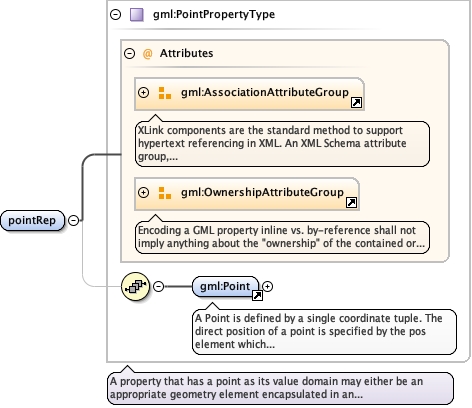 gml:PointPropertyType
@ Attributes
gml:AssociationAttributeGroup
XLink components are the standard method to support
hypertext referencing in XML. An XML Schema attribute
group,...
gml:OwnershipAttributeGroup
Encoding a GML property inline vs. by-reference shall not
imply anything about the "ownership" of the contained or...
pointRep
gml:Point
A Point is defined by a single coordinate tuple. The
direct position of a point is specified by the pos
element which...
A property that has a point as its value domain may either be an
appropriate geometry element encapsulated in an...